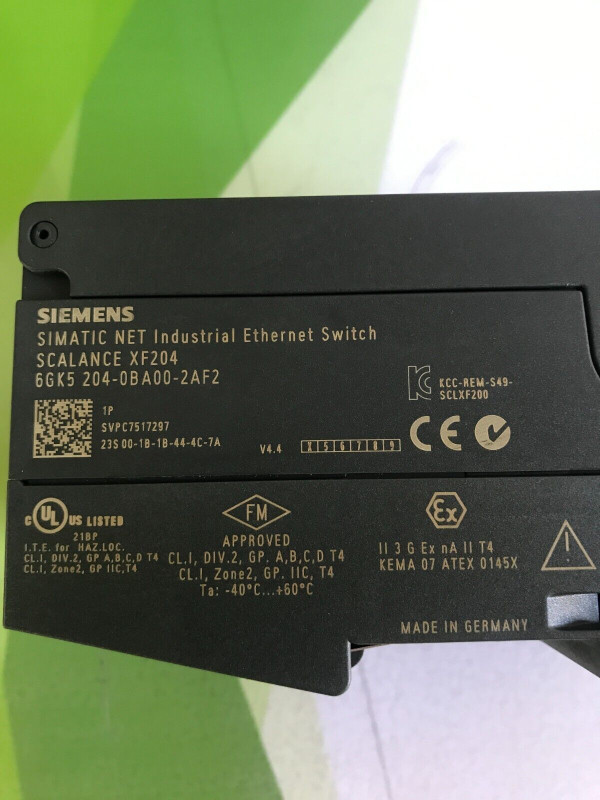 SIEMENS
SIMATIC NET Industrial Ethernet Switch
SCALANCE XF204
6GK5 204-0BA00-2AF2
KCC-REM-S49-
SCLXF200
1P
SVPC7517297
23S 00-1B-1B-44-4C-7A
V4.4
X 5 6 7 8 9
CE
C UL US LISTED
21BP
I.T.E. for HAZ.LOC.
CL.I, DIV.2, GP A,B,C,D T4
CL.I, Zone2, GP IIC,T4
FM
APPROVED
CL.I, DIV.2, GP. A,B,C,D T4
CL.I, Zone2, GP. IIC, T4
Ta: -40°C...+60°C
Ex
II 3 G Ex nA II T4
KEMA 07 ATEX 0145X
MADE IN GERMANY